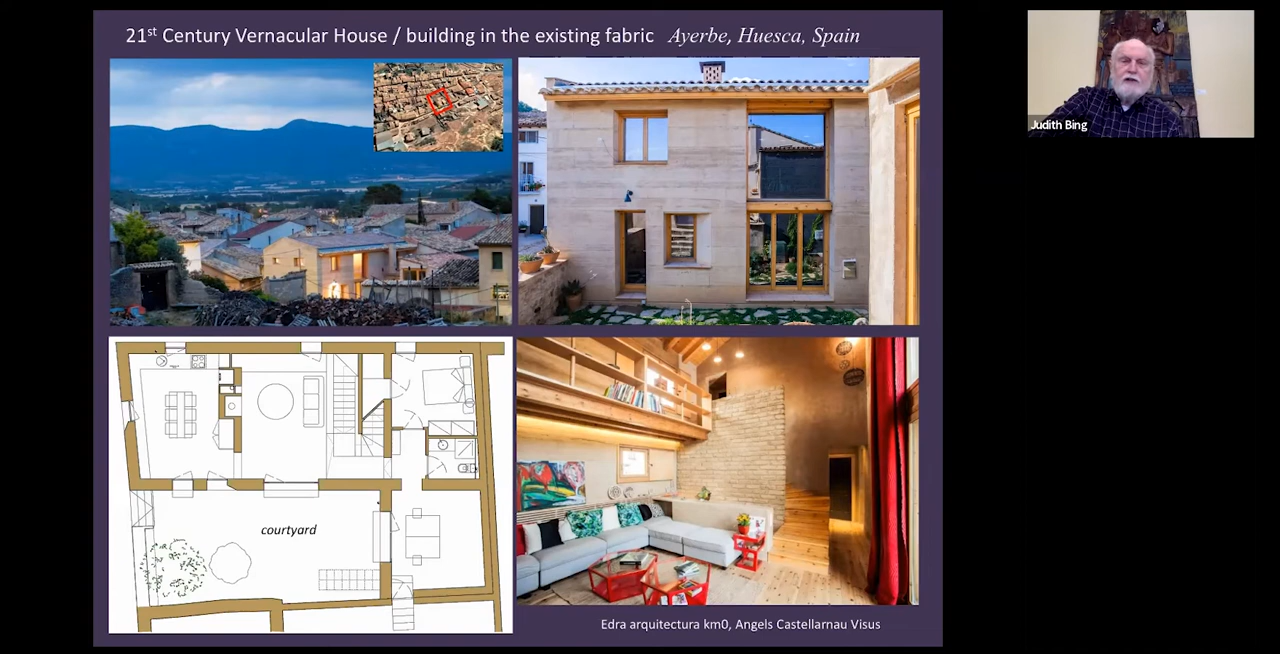 21st Century Vernacular House / building in the existing fabric Ayerbe, Huesca, Spain
Judith Bing
courtyard
Edra arquitectura km0, Angels Castellarnau Visus